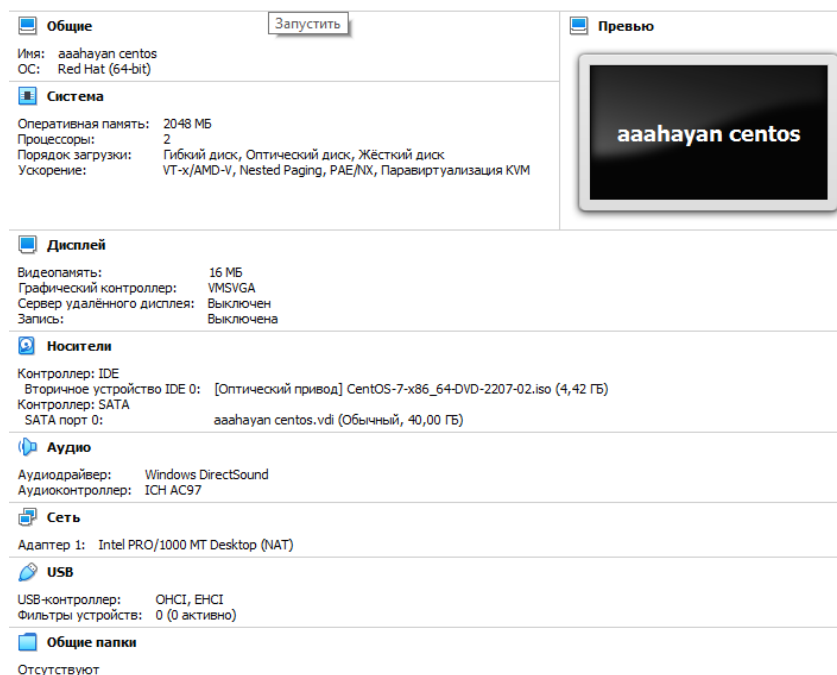 Общие
Запустить
Имя: aaahayan centos
ОС: Red Hat (64-bit)
Превью
aaahayan centos
Система
Оперативная память: 2048 МБ
Процессоры: 2
Порядок загрузки: Гибкий диск, Оптический диск, Жёсткий диск
Ускорение: VT-x/AMD-V, Nested Paging, PAE/NX, Паравиртуализация KVM
Дисплей
Видеопамять: 16 МБ
Графический контроллер: VMSVGA
Сервер удалённого дисплея: Выключен
Запись: Выключена
Носители
Контроллер: IDE
Вторичное устройство IDE 0: [Оптический привод] CentOS-7-x86_64-DVD-2207-02.iso (4,42 ГБ)
Контроллер: SATA
SATA порт 0: aaahayan centos.vdi (Обычный, 40,00 ГБ)
Аудио
Аудиодрайвер: Windows DirectSound
Аудиоконтроллер: ICH AC97
Сеть
Адаптер 1: Intel PRO/1000 MT Desktop (NAT)
USB
USB-контроллер: OHCI, EHCI
Фильтры устройств: 0 (0 активно)
Общие папки
Отсутствуют